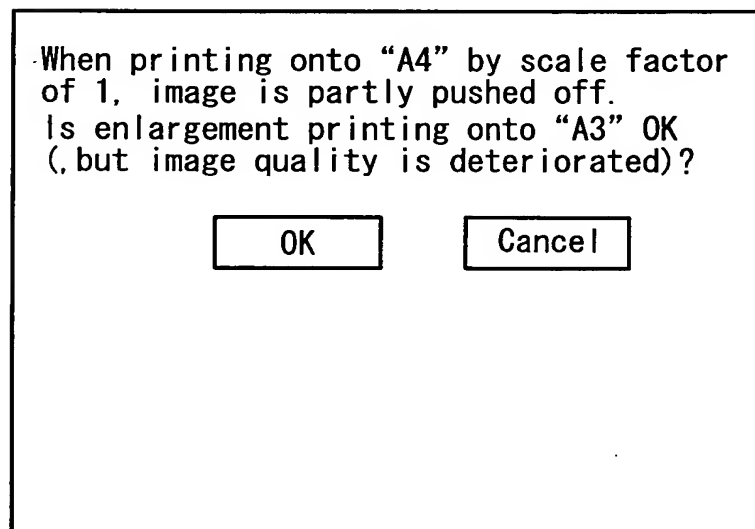 When printing onto “A4” by scale factor
of 1, image is partly pushed off.
Is enlargement printing onto “A3” OK
(,but image quality is deteriorated)?
OK Cancel